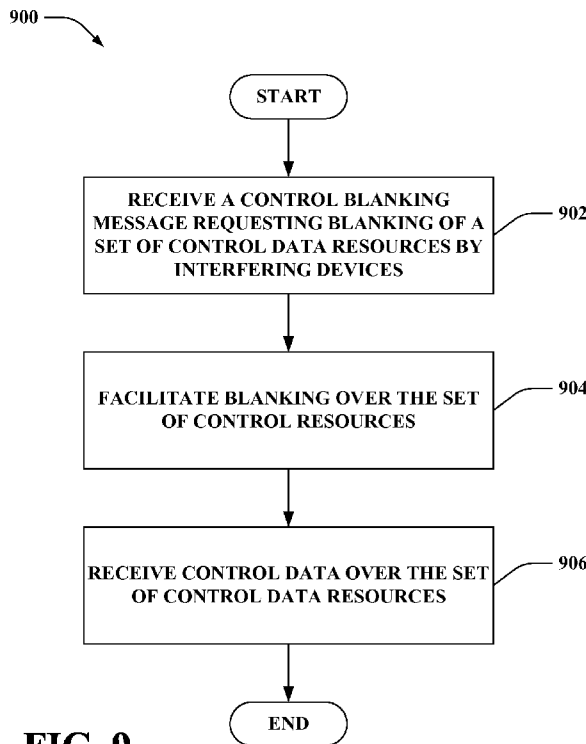 900
START
RECEIVE A CONTROL BLANKING
MESSAGE REQUESTING BLANKING OF A
SET OF CONTROL DATA RESOURCES BY
INTERFERING DEVICES
902
FACILITATE BLANKING OVER THE SET
OF CONTROL RESOURCES
904
RECEIVE CONTROL DATA OVER THE SET
OF CONTROL DATA RESOURCES
906
END
FIG. 9